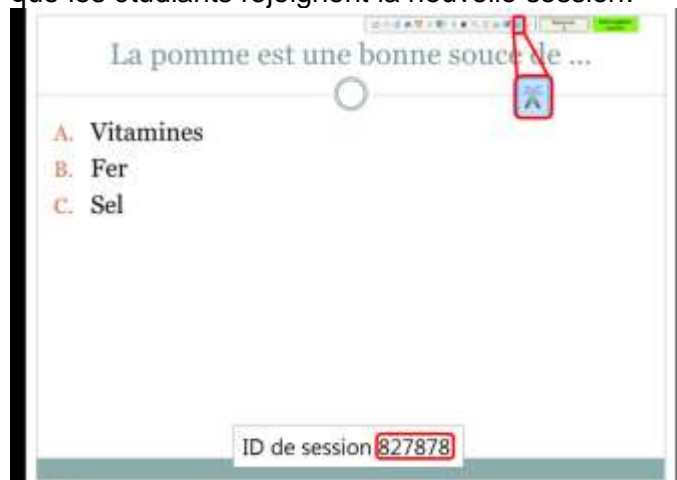 que les étudiants rejoignent la nouvelle session.
La pomme est une bonne souce de ...
A. Vitamines
B. Fer
C. Sel
ID de session 827878